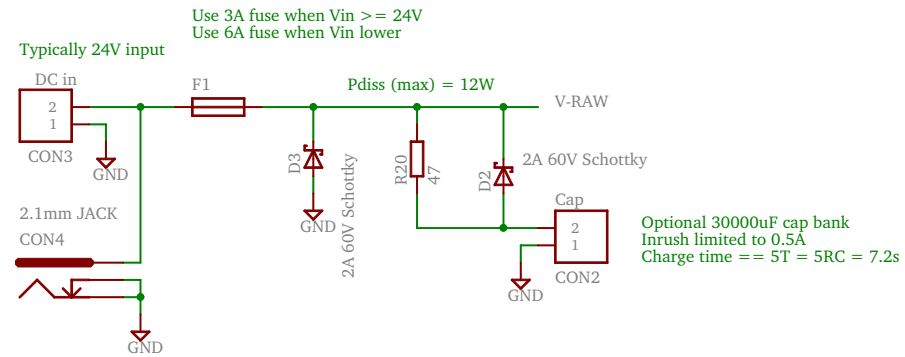 Use 3A fuse when Vin >= 24V
Use 6A fuse when Vin lower
Typically 24V input
DC in
F1
Pdiss (max) = 12W
2
1
V-RAW
CON3
GND
D3
2A 60V Schottky
GND
R20
47
D2
2A 60V Schottky
Cap
2
1
CON2
GND
Optional 30000uF cap bank
Inrush limited to 0.5A
Charge time == 5T = 5RC = 7.2s
2.1mm JACK
CON4
GND